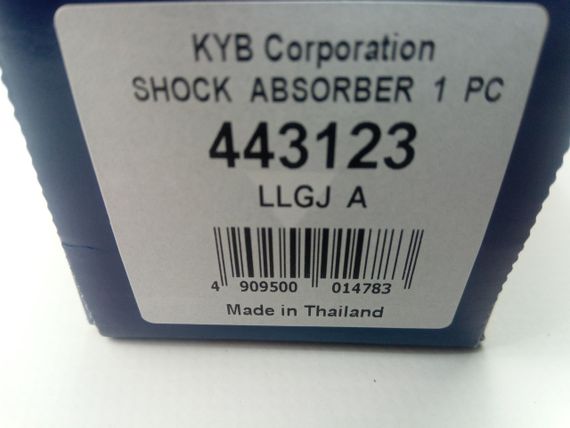 KYB Corporation
SHOCK ABSORBER 1 PC
443123
LLGJ A
4 909500 014783
Made in Thailand